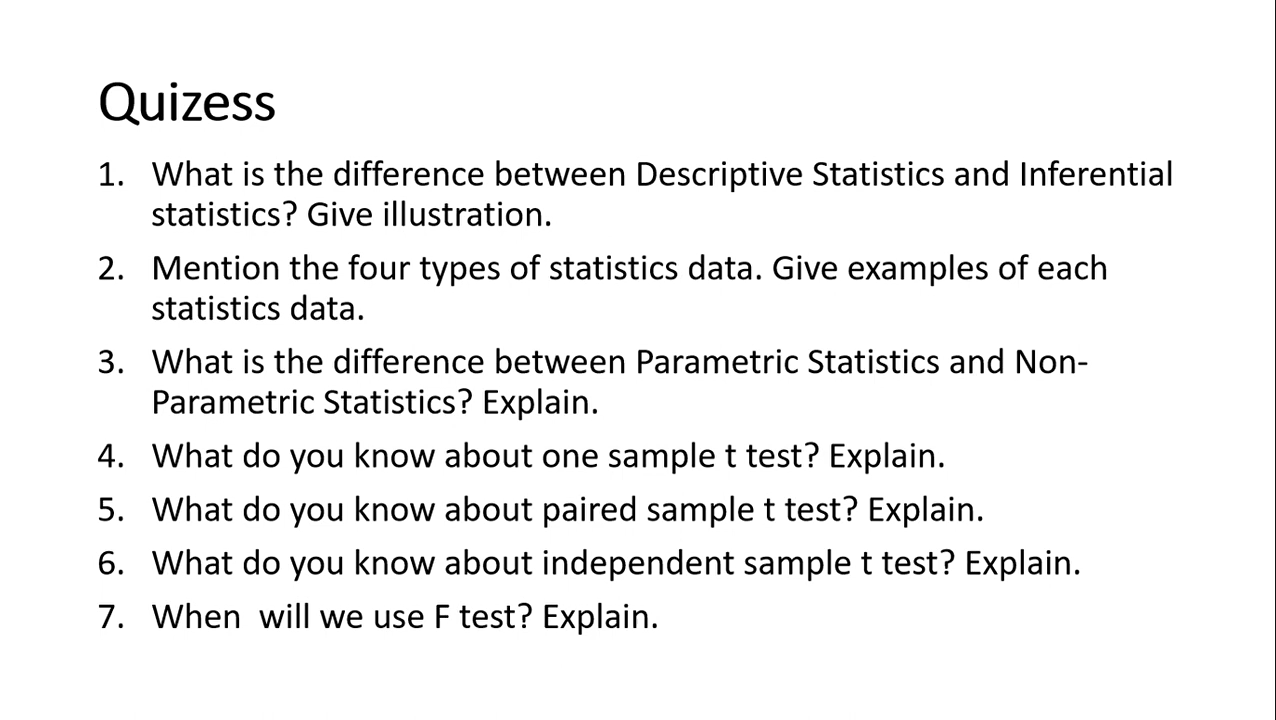 Quizess
1. What is the difference between Descriptive Statistics and Inferential
statistics? Give illustration.
2. Mention the four types of statistics data. Give examples of each
statistics data.
3. What is the difference between Parametric Statistics and Non-
Parametric Statistics? Explain.
4. What do you know about one sample t test? Explain.
5. What do you know about paired sample t test? Explain.
6. What do you know about independent sample t test? Explain.
7. When  will we use F test? Explain.